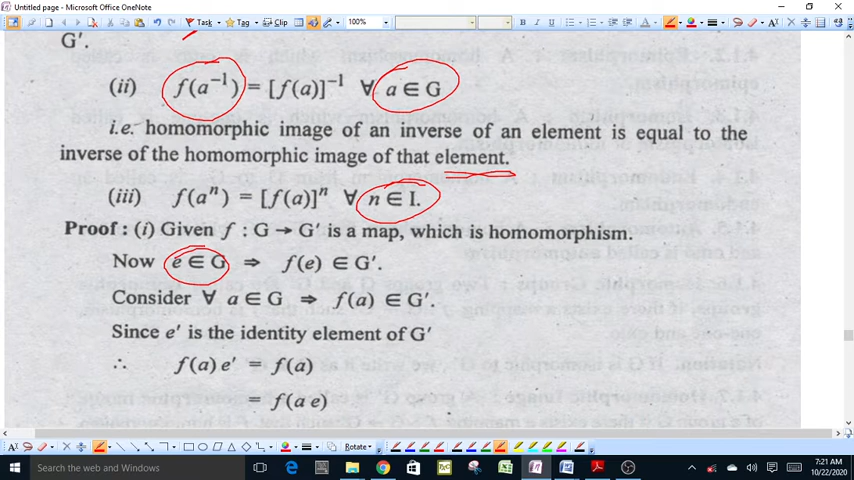 Untitled page - Microsoft Office OneNote
Task
Tag
Clip
100%
B I U
G′.
(ii) f(a⁻¹) = [f(a)]⁻¹ ∀ a ∈ G
i.e. homomorphic image of an inverse of an element is equal to the
inverse of the homomorphic image of that element.
(iii) f(aⁿ) = [f(a)]ⁿ ∀ n ∈ I.
Proof : (i) Given f : G → G′ is a map, which is homomorphism.
Now e ∈ G ⇒ f(e) ∈ G′.
Consider ∀ a ∈ G ⇒ f(a) ∈ G′.
Since e′ is the identity element of G′
∴ f(a) e′ = f(a)
= f(a e)
Rotate
Search the web and Windows
7:21 AM
10/22/2020